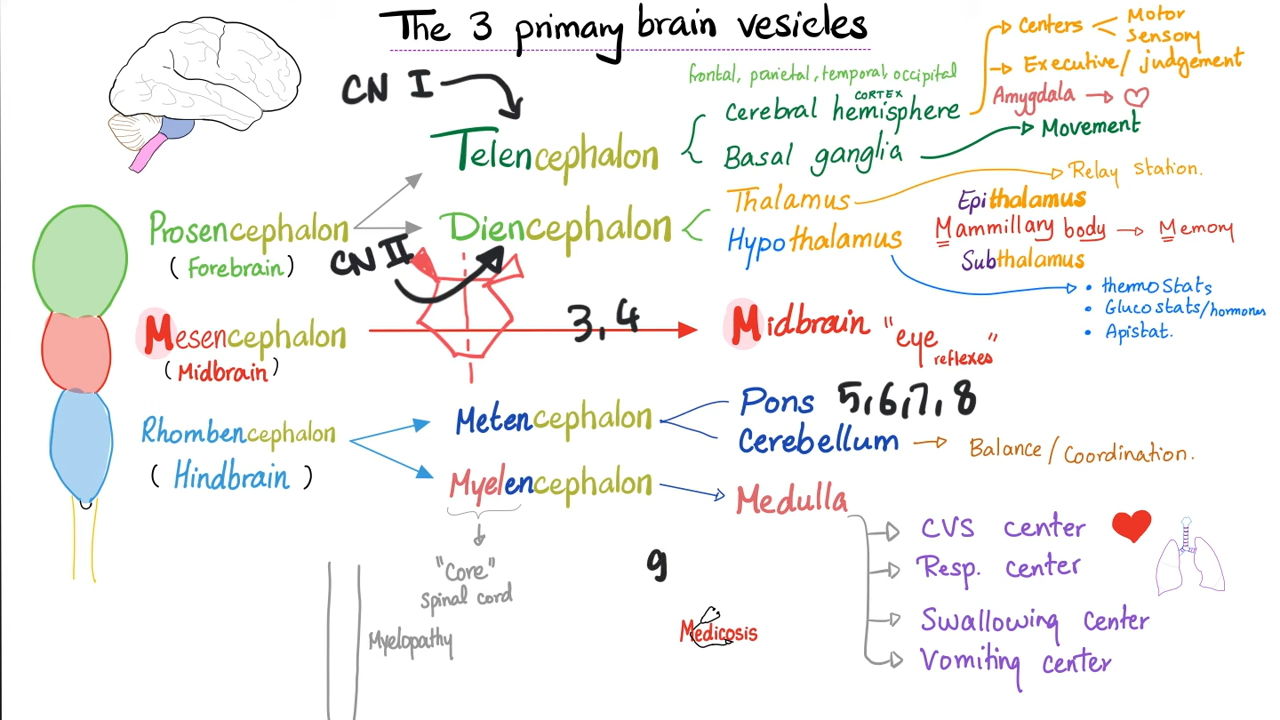 The 3 primary brain vesicles
CN I
Telencephalon
frontal, parietal, temporal, occipital
CORTEX
Cerebral hemisphere
Basal ganglia
Centers
Motor
Sensory
Executive/ judgement
Amygdala
Movement
Prosencephalon
(Forebrain)
Diencephalon
CN II
Thalamus
Hypothalamus
Relay station.
Epithalamus
Mammillary body
Memory
Subthalamus
• thermostats
• Glucostats/hormones
• Apistat.
Mesencephalon
(Midbrain)
3,4
Midbrain "eye reflexes"
Rhombencephalon
(Hindbrain)
Metencephalon
Pons 5,6,7,8
Cerebellum
Balance/Coordination.
Myelencephalon
Medulla
"Core"
spinal cord
Myelopathy
9
Medicosis
CVS center
Resp. center
Swallowing center
Vomiting center